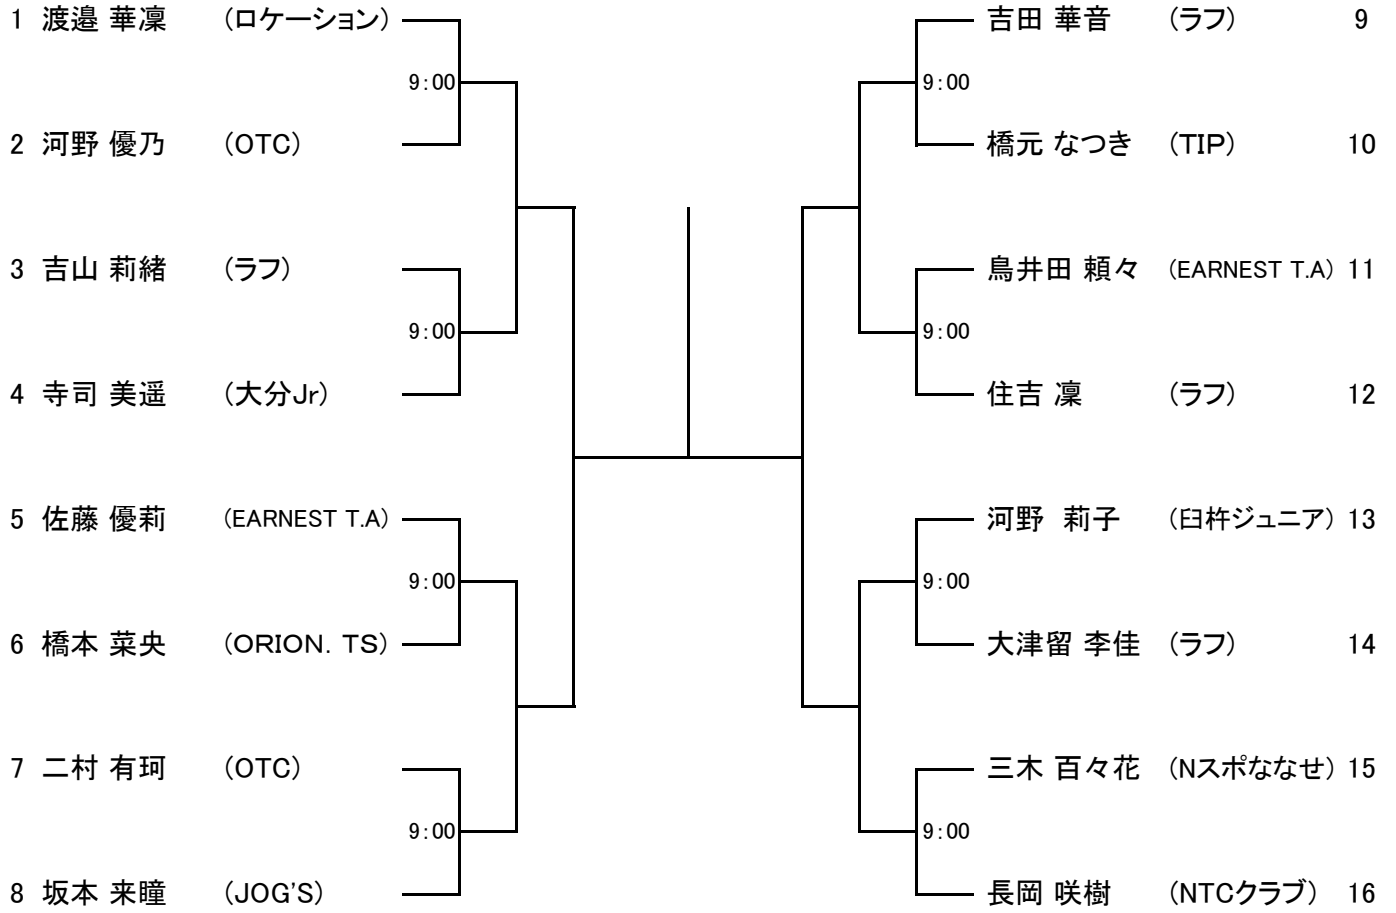 1 渡邉 華凜 (ロケーション) 吉田 華音 (ラフ) 9
9:00 9:00
2 河野 優乃 (OTC) 橋元 なつき (TIP) 10
3 吉山 莉緒 (ラフ) 鳥井田 頼々 (EARNEST T.A) 11
9:00 9:00
4 寺司 美遥 (大分Jr) 住吉 凜 (ラフ) 12
5 佐藤 優莉 (EARNEST T.A) 河野 莉子 (臼杵ジュニア) 13
9:00 9:00
6 橋本 菜央 (ORION. TS) 大津留 李佳 (ラフ) 14
7 二村 有珂 (OTC) 三木 百々花 (Nスポななせ) 15
9:00 9:00
8 坂本 来瞳 (JOG'S) 長岡 咲樹 (NTCクラブ) 16